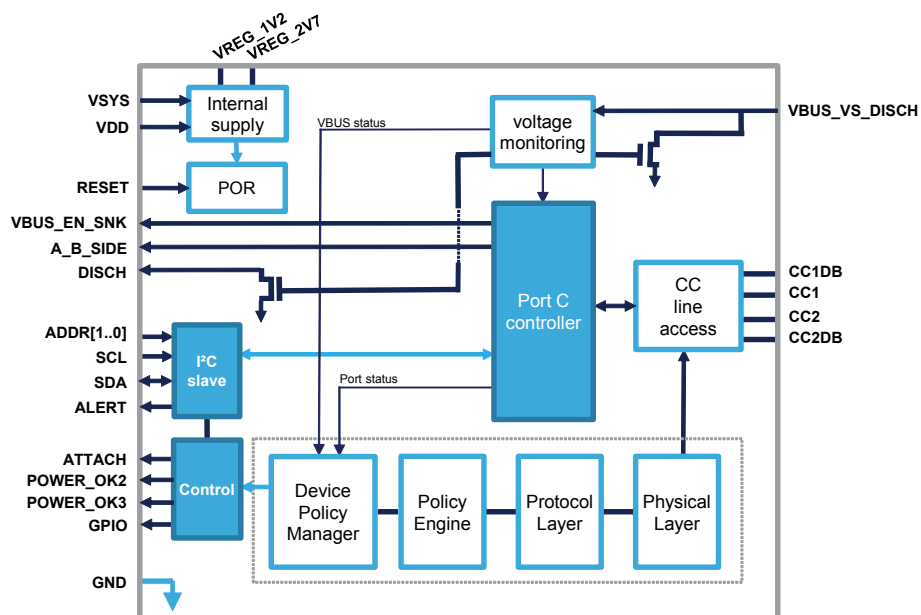 VREG_1V2
VREG_2V7
VSYS
VDD
Internal
supply
RESET
POR
VBUS status
voltage
monitoring
VBUS_VS_DISCH
VBUS_EN_SNK
A_B_SIDE
DISCH
Port C
controller
CC
line
access
CC1DB
CC1
CC2
CC2DB
ADDR[1..0]
SCL
SDA
ALERT
I²C
slave
Port status
ATTACH
POWER_OK2
POWER_OK3
GPIO
Control
Device
Policy
Manager
Policy
Engine
Protocol
Layer
Physical
Layer
GND